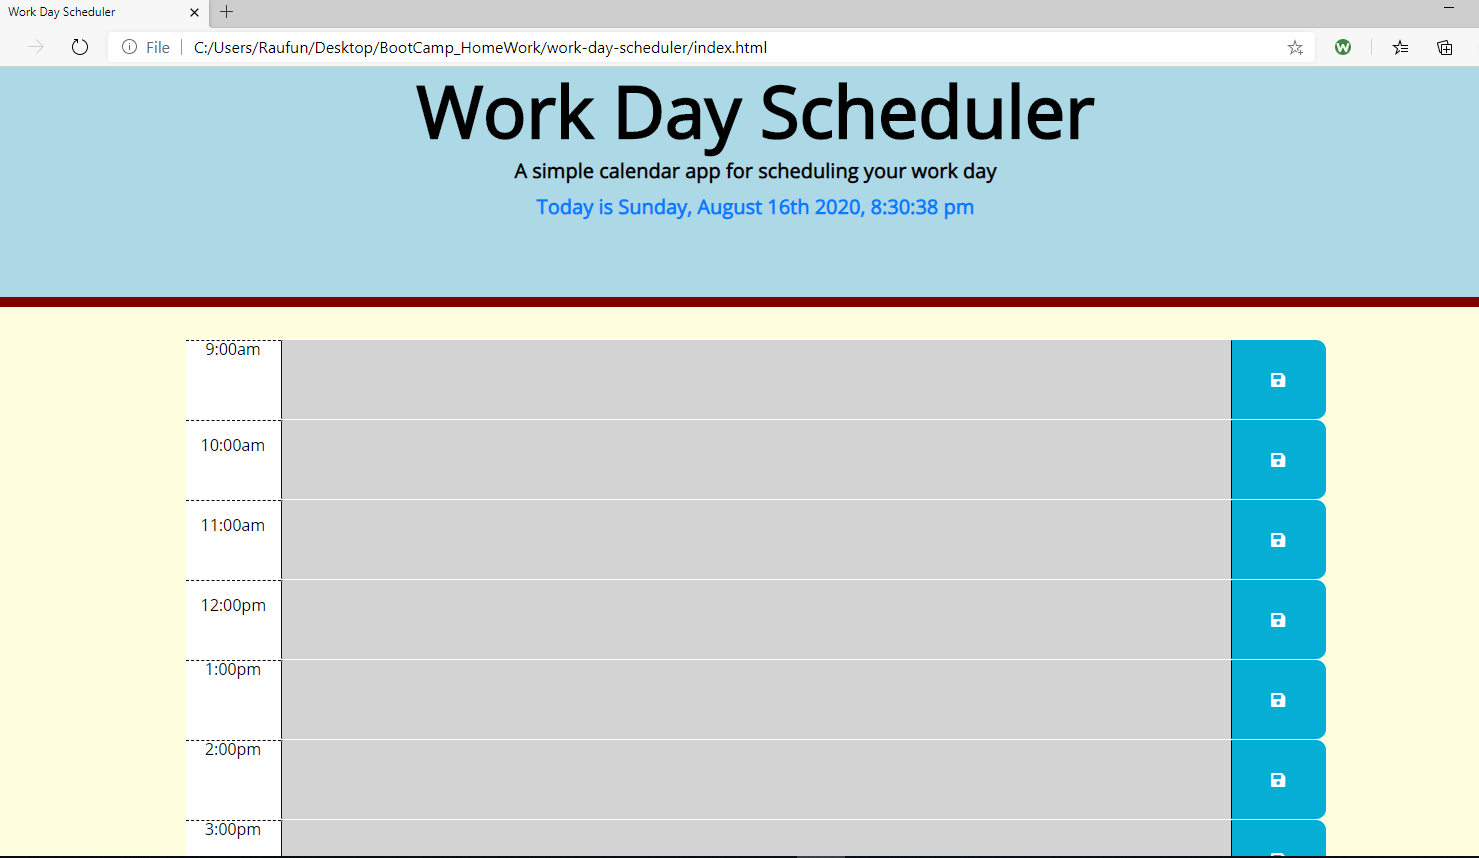 Work Day Scheduler
File C:/Users/Raufun/Desktop/BootCamp_HomeWork/work-day-scheduler/index.html
W
Work Day Scheduler
A simple calendar app for scheduling your work day
Today is Sunday, August 16th 2020, 8:30:38 pm
9:00am
10:00am
11:00am
12:00pm
1:00pm
2:00pm
3:00pm